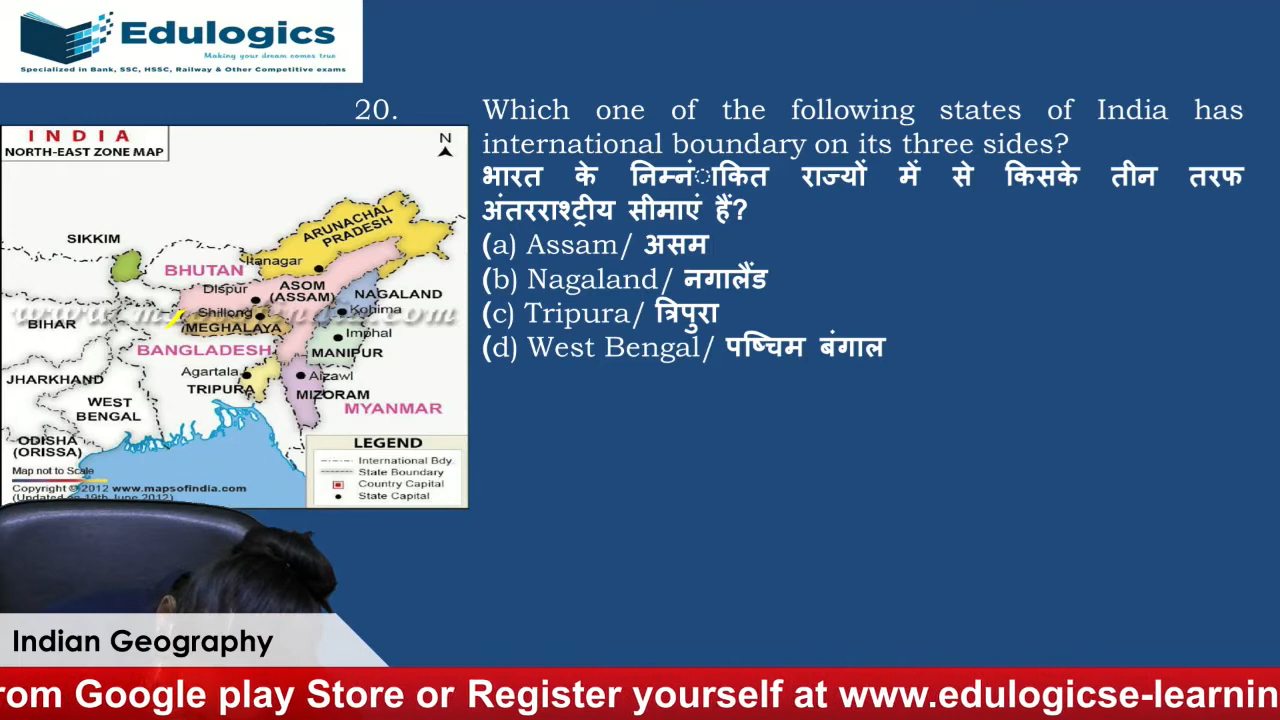 Edulogics
Making your dream comes true
Specialized in Bank, SSC, HSSC, Railway & Other Competitive exams
20. Which one of the following states of India has
international boundary on its three sides?
भारत के निम्नंाकित राज्यों में से किसके तीन तरफ
अंतरराश्ट्रीय सीमाएं हैं?
(a) Assam/ असम
(b) Nagaland/ नगालैंड
(c) Tripura/ त्रिपुरा
(d) West Bengal/ पष्चिम बंगाल
INDIA
NORTH-EAST ZONE MAP
N
SIKKIM
ARUNACHAL
PRADESH
BHUTAN
Itanagar
Dispur
ASOM
(ASSAM)
NAGALAND
Shillong
Kohima
BIHAR
MEGHALAYA
Imphal
BANGLADESH
MANIPUR
JHARKHAND
Agartala
Aizawl
TRIPURA
MIZORAM
WEST
BENGAL
MYANMAR
ODISHA
(ORISSA)
Map not to Scale
Copyright © 2012 www.mapsofindia.com
(Updated on 19th June 2012)
LEGEND
International Bdy.
State Boundary
Country Capital
State Capital
Indian Geography
rom Google play Store or Register yourself at www.edulogicse-learnin